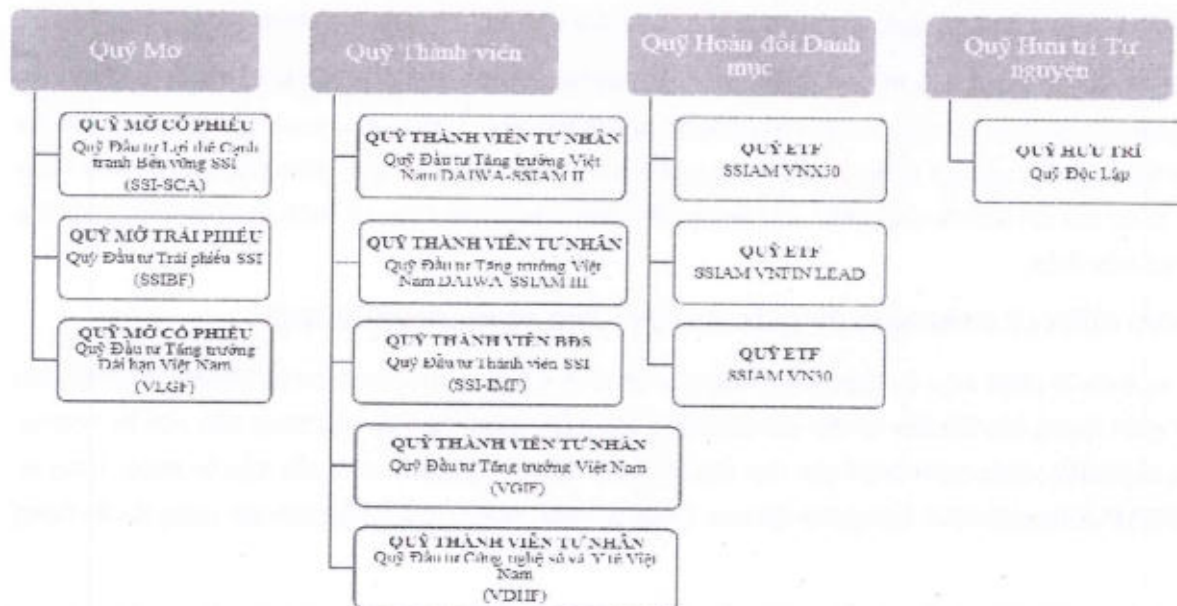 Quỹ Mở
QUỸ MỞ CỔ PHIẾU
Quỹ Đầu tư Lợi thế Cạnh
tranh Bền vững SSI
(SSI-SCA)
QUỸ MỞ TRÁI PHIẾU
Quỹ Đầu tư Trái phiếu SSI
(SSIBF)
QUỸ MỞ CỔ PHIẾU
Quỹ Đầu tư Tăng trưởng
Dài hạn Việt Nam
(VLGF)
Quỹ Thành viên
QUỸ THÀNH VIÊN TƯ NHÂN
Quỹ Đầu tư Tăng trưởng Việt
Nam DAIWA-SSIAM II
QUỸ THÀNH VIÊN TƯ NHÂN
Quỹ Đầu tư Tăng trưởng Việt
Nam DAIWA-SSIAM III
QUỸ THÀNH VIÊN BĐS
Quỹ Đầu tư Thành viên SSI
(SSI-IMF)
QUỸ THÀNH VIÊN TƯ NHÂN
Quỹ Đầu tư Tăng trưởng Việt Nam
(VGIF)
QUỸ THÀNH VIÊN TƯ NHÂN
Quỹ Đầu tư Công nghệ số và Y tế Việt
Nam
(VDHF)
Quỹ Hoán đổi Danh
mục
QUỸ ETF
SSIAM VNX50
QUỸ ETF
SSIAM VNFIN LEAD
QUỸ ETF
SSIAM VN30
Quỹ Hưu trí Tự
nguyện
QUỸ HƯU TRÍ
Quỹ Độc Lập